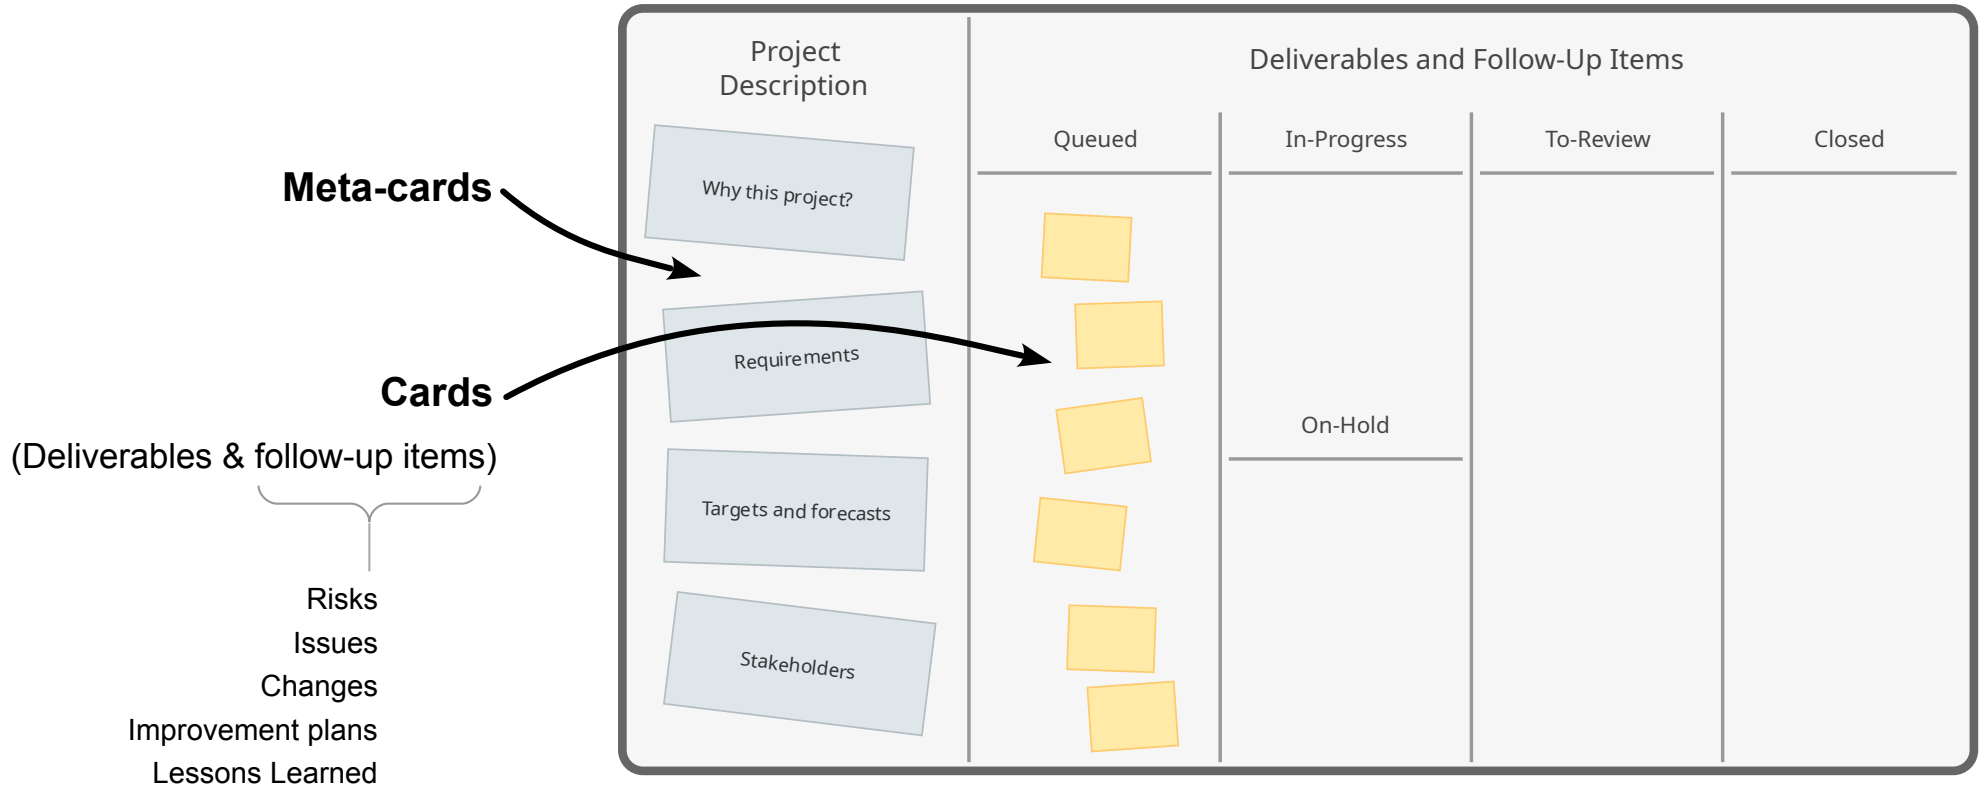 Meta-cards
Cards
(Deliverables & follow-up items)
Risks
Issues
Changes
Improvement plans
Lessons Learned
Project
Description
Why this project?
Requirements
Targets and forecasts
Stakeholders
Deliverables and Follow-Up Items
Queued
In-Progress
On-Hold
To-Review
Closed